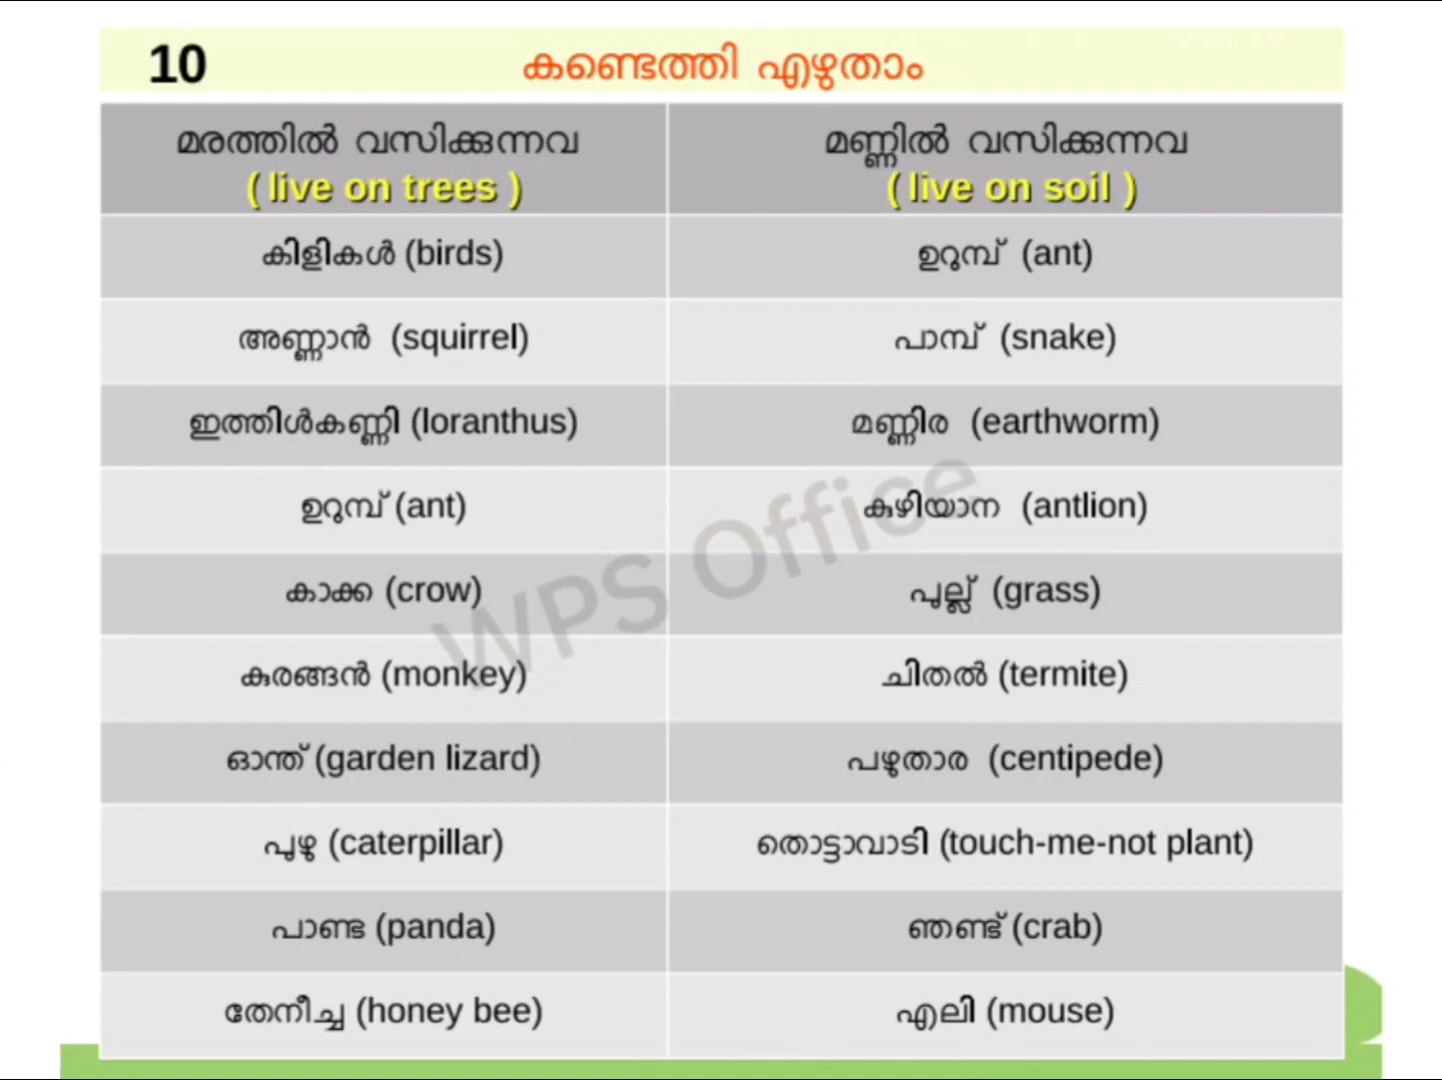 10 കണ്ടെത്തി എഴുതാം
മരത്തിൽ വസിക്കുന്നവ മണ്ണിൽ വസിക്കുന്നവ
( live on trees ) ( live on soil )
കിളികൾ (birds) ഉറുമ്പ് (ant)
അണ്ണാൻ (squirrel) പാമ്പ് (snake)
ഇത്തിൾകണ്ണി (loranthus) മണ്ണിര (earthworm)
ഉറുമ്പ് (ant) കുഴിയാന (antlion)
കാക്ക (crow) പുല്ല് (grass)
കുരങ്ങൻ (monkey) ചിതൽ (termite)
ഓന്ത് (garden lizard) പഴുതാര (centipede)
പുഴു (caterpillar) തൊട്ടാവാടി (touch-me-not plant)
പാണ്ട (panda) ഞണ്ട് (crab)
തേനീച്ച (honey bee) എലി (mouse)
WPS Office